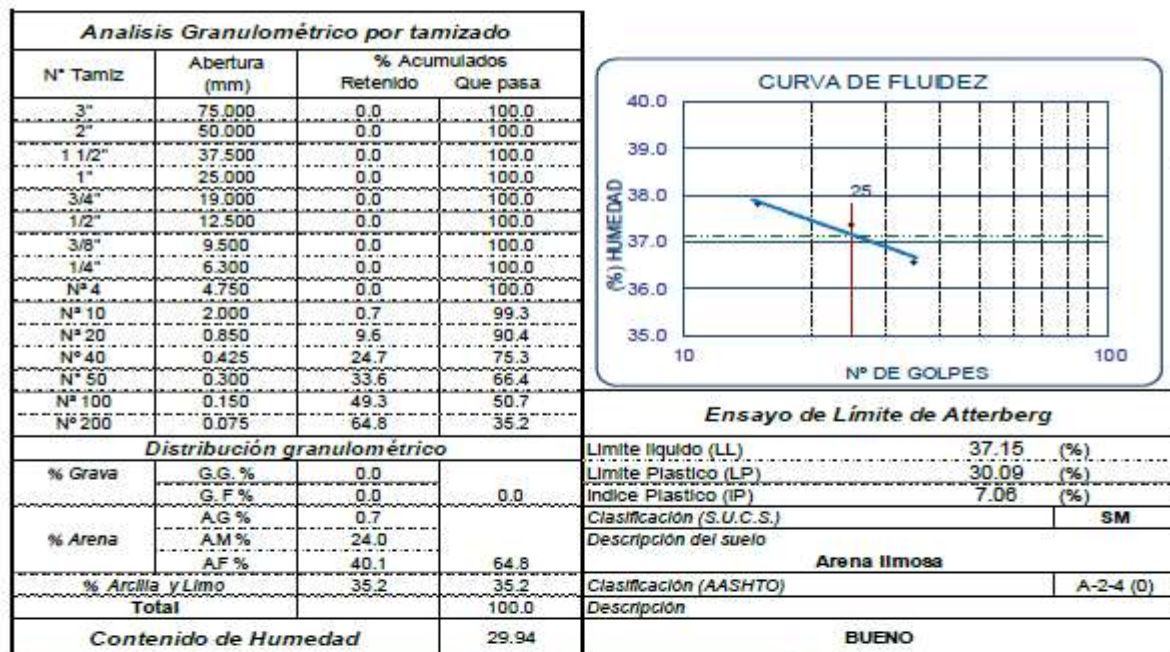 Analisis Granulométrico por tamizado
N° Tamiz Abertura (mm) % Acumulados
Retenido Que pasa
3" 75.000 0.0 100.0
2" 50.000 0.0 100.0
1 1/2" 37.500 0.0 100.0
1" 25.000 0.0 100.0
3/4" 19.000 0.0 100.0
1/2" 12.500 0.0 100.0
3/8" 9.500 0.0 100.0
1/4" 6.300 0.0 100.0
Nª 4 4.750 0.0 100.0
Nª 10 2.000 0.7 99.3
Nª 20 0.850 9.6 90.4
Nº 40 0.425 24.7 75.3
N° 50 0.300 33.6 66.4
Nª 100 0.150 49.3 50.7
Nº 200 0.075 64.8 35.2
Distribución granulométrico
% Grava G.G. % 0.0
G. F % 0.0 0.0
% Arena A.G % 0.7
A.M % 24.0
A.F % 40.1 64.8
% Arcilla y Limo 35.2 35.2
Total 100.0
Contenido de Humedad 29.94
CURVA DE FLUIDEZ
(%) HUMEDAD
40.0
39.0
38.0
37.0
36.0
35.0
25
10 100
Nº DE GOLPES
Ensayo de Límite de Atterberg
Limite liquido (LL) 37.15 (%)
Limite Plastico (LP) 30.09 (%)
Indice Plastico (IP) 7.06 (%)
Clasificación (S.U.C.S.) SM
Descripción del suelo
Arena limosa
Clasificación (AASHTO) A-2-4 (0)
Descripción
BUENO